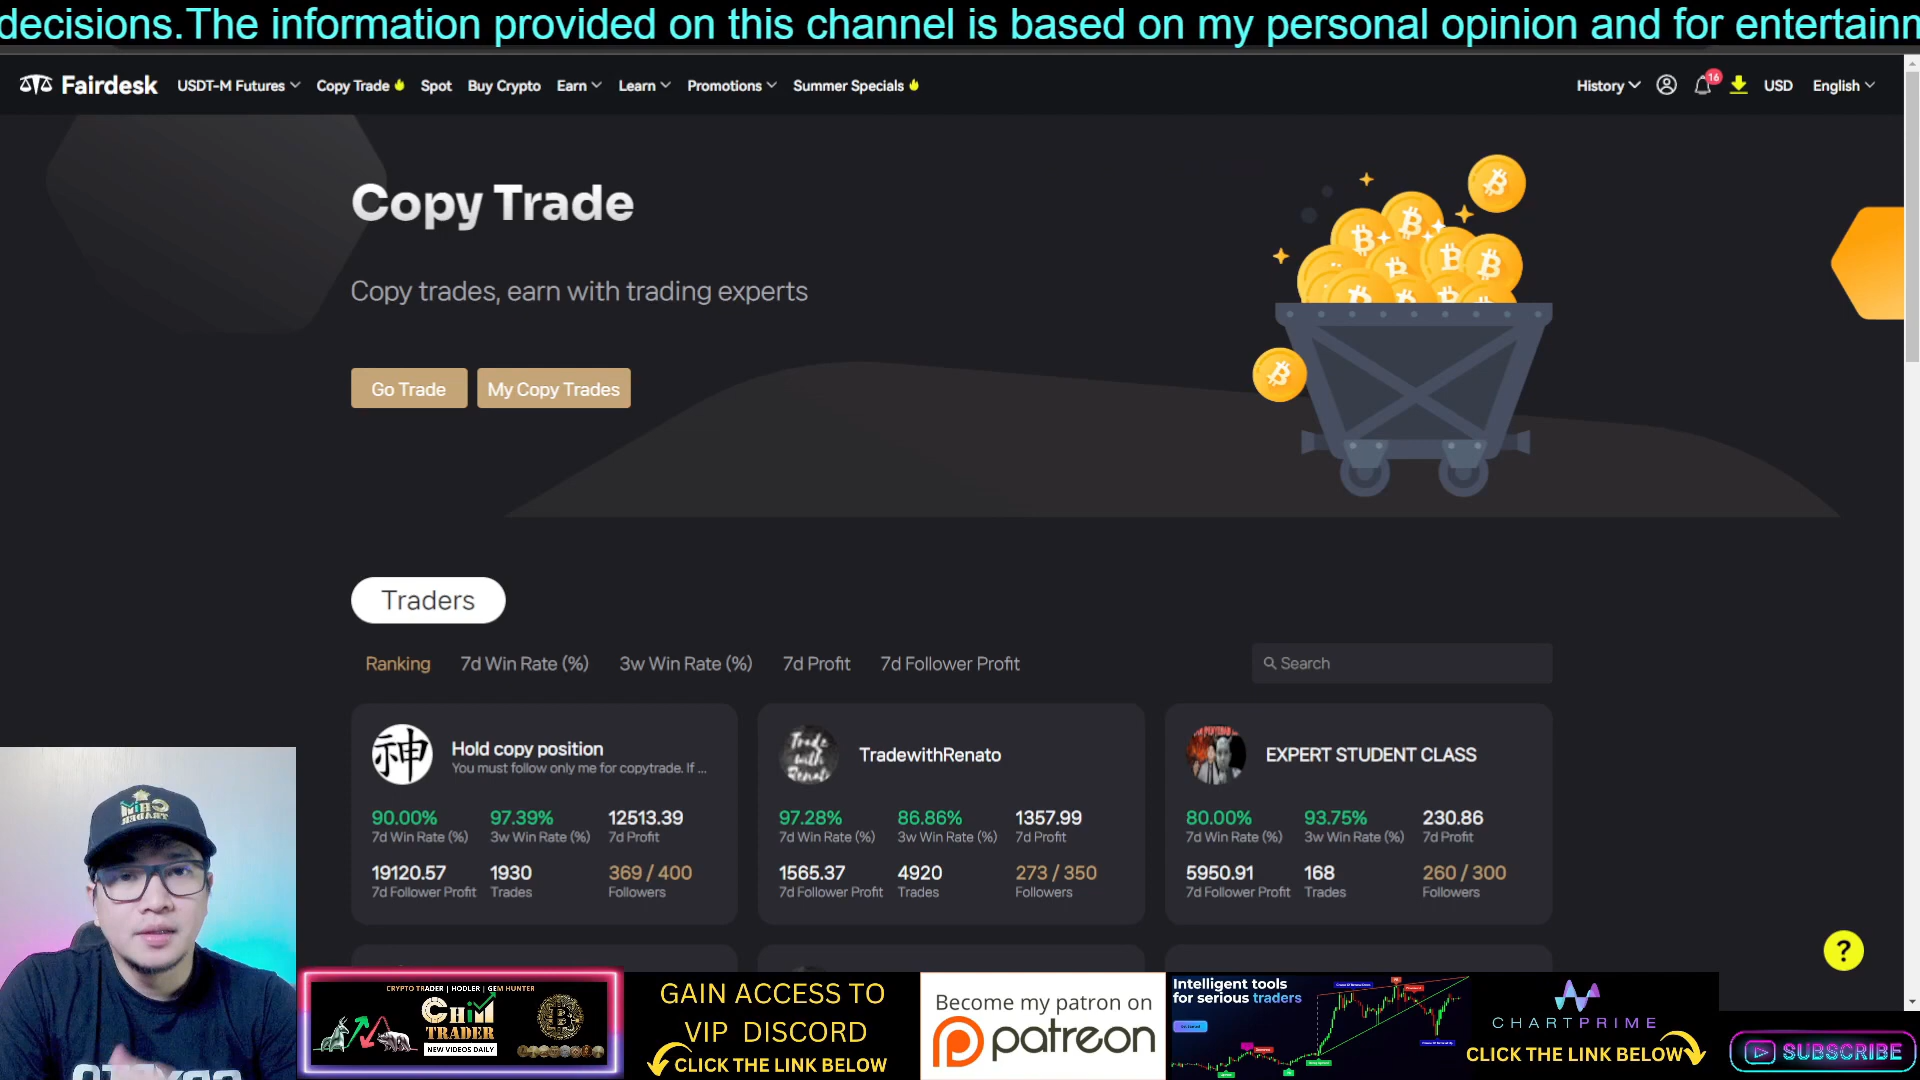 decisions.The information provided on this channel is based on my personal opinion and for entertainm
Fairdesk USDT-M Futures Copy Trade Spot Buy Crypto Earn Learn Promotions Summer Specials History 16 USD English
Copy Trade
Copy trades, earn with trading experts
Go Trade My Copy Trades
Traders
Ranking 7d Win Rate (%) 3w Win Rate (%) 7d Profit 7d Follower Profit Search
神 Hold copy position
You must follow only me for copytrade. If ...
90.00% 97.39% 12513.39
7d Win Rate (%) 3w Win Rate (%) 7d Profit
19120.57 1930 369 / 400
7d Follower Profit Trades Followers
Trade with Renato
TradewithRenato
97.28% 86.86% 1357.99
7d Win Rate (%) 3w Win Rate (%) 7d Profit
1565.37 4920 273 / 350
7d Follower Profit Trades Followers
EXPERT STUDENT CLASS
80.00% 93.75% 230.86
7d Win Rate (%) 3w Win Rate (%) 7d Profit
5950.91 168 260 / 300
7d Follower Profit Trades Followers
?
CRYPTO TRADER | HODLER | GEM HUNTER
CHiM
TRADER
NEW VIDEOS DAILY
GAIN ACCESS TO
VIP DISCORD
CLICK THE LINK BELOW
Become my patron on
patreon
Intelligent tools
for serious traders
CHARTPRIME
CLICK THE LINK BELOW
SUBSCRIBE